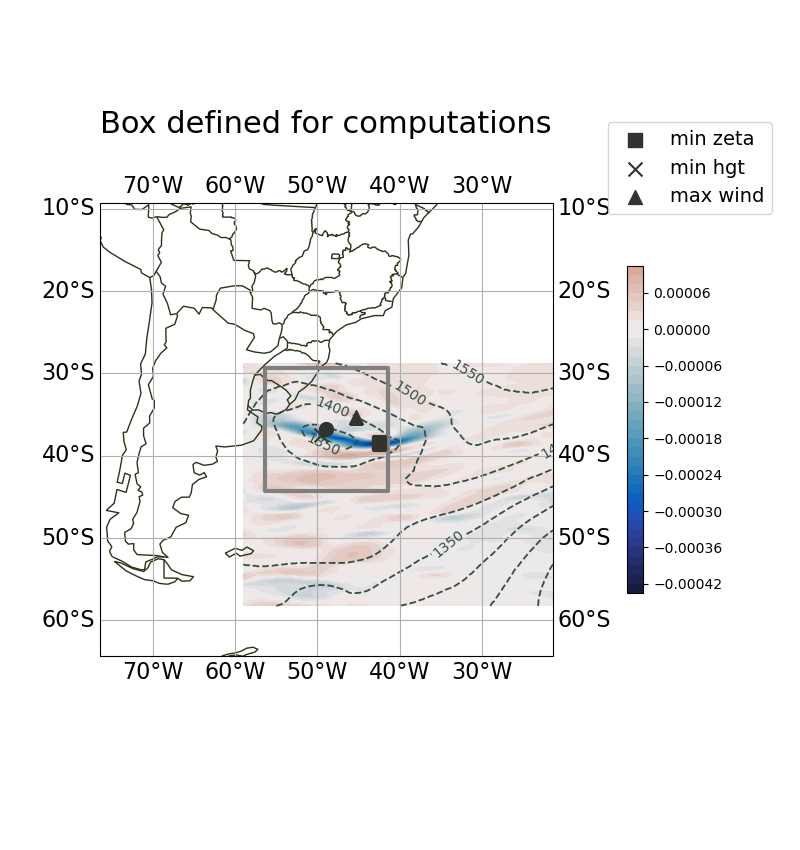 Box defined for computations
min zeta
min hgt
max wind
70°W 60°W 50°W 40°W 30°W
10°S 10°S
20°S 20°S
30°S 30°S
40°S 40°S
50°S 50°S
60°S 60°S
70°W 60°W 50°W 40°W 30°W
1550
1500
1400
1350
14
1350
0.00006
0.00000
−0.00006
−0.00012
−0.00018
−0.00024
−0.00030
−0.00036
−0.00042